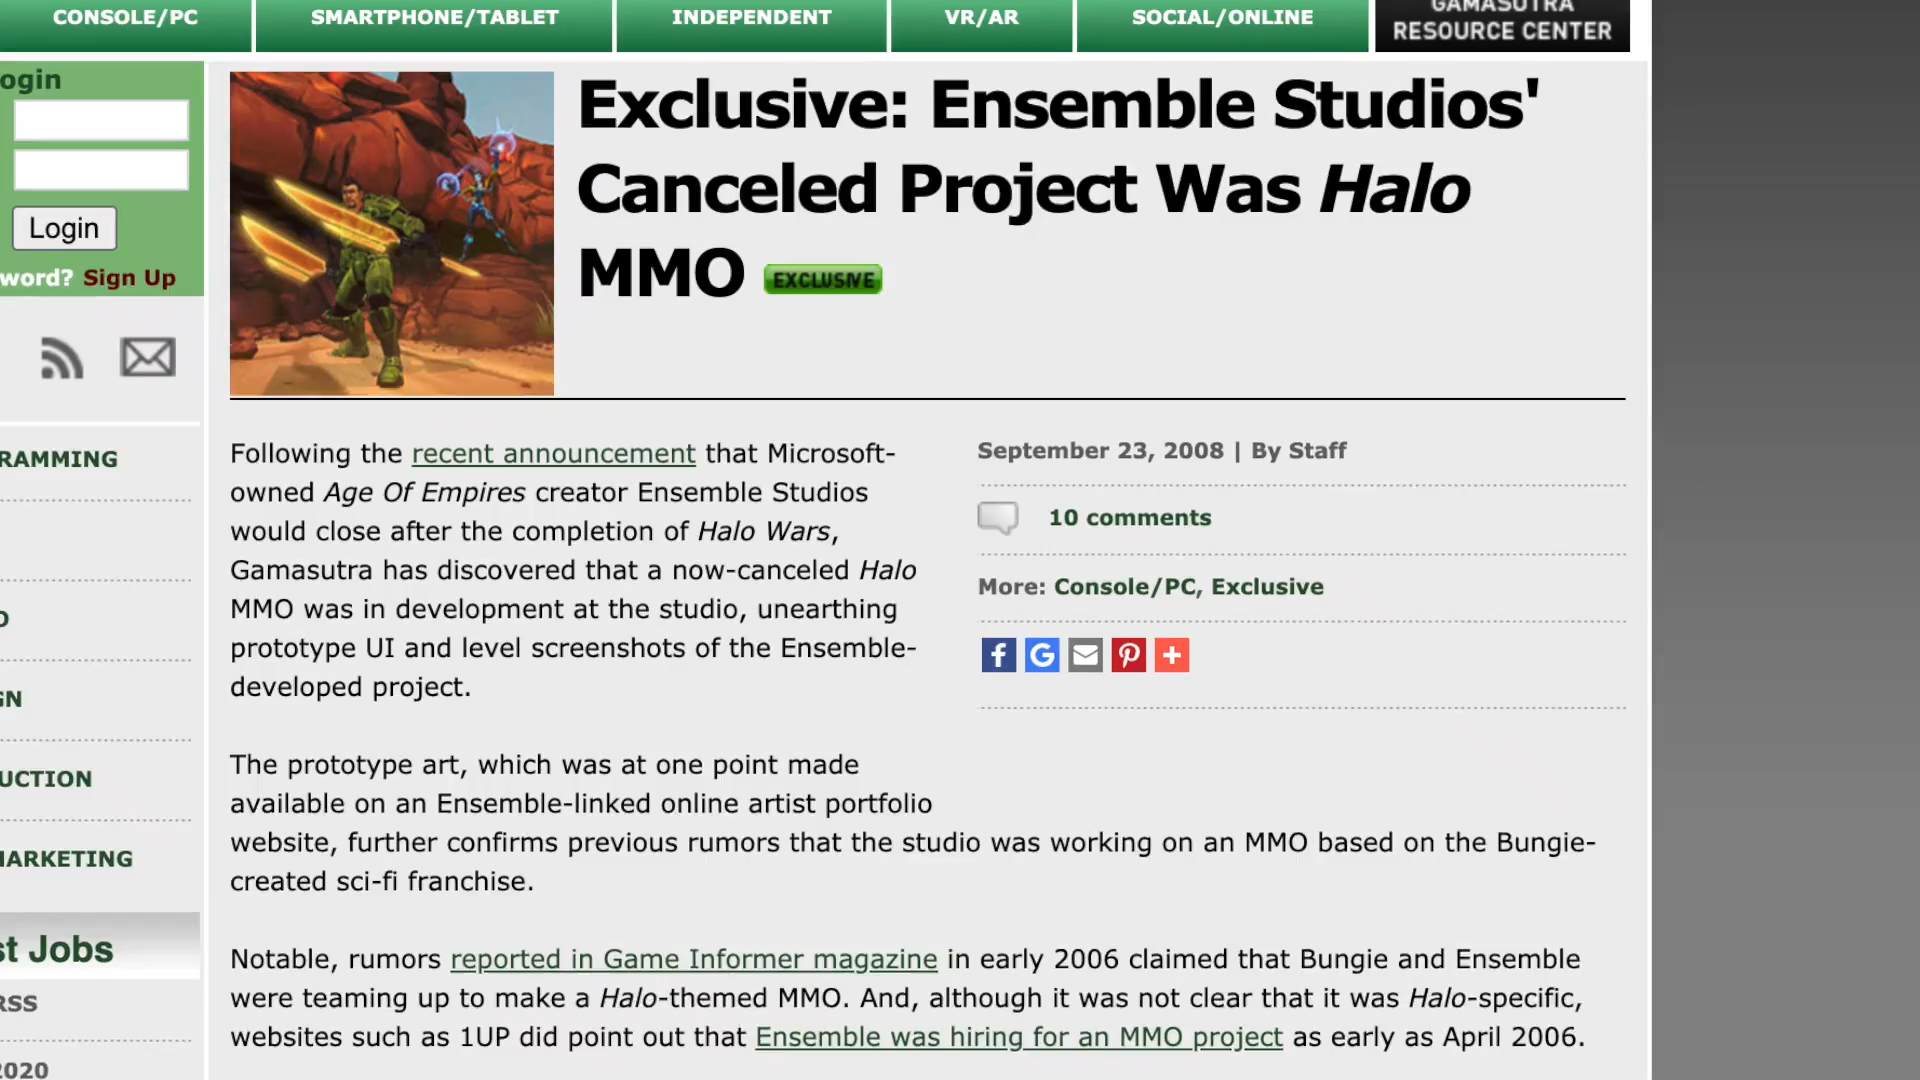 CONSOLE/PC SMARTPHONE/TABLET INDEPENDENT VR/AR SOCIAL/ONLINE GAMASUTRA
RESOURCE CENTER
ogin
Login
word? Sign Up
RAMMING
GN
UCTION
MARKETING
st Jobs
RSS
2020
Exclusive: Ensemble Studios'
Canceled Project Was Halo
MMO EXCLUSIVE
Following the recent announcement that Microsoft-
owned Age Of Empires creator Ensemble Studios
would close after the completion of Halo Wars,
Gamasutra has discovered that a now-canceled Halo
MMO was in development at the studio, unearthing
prototype UI and level screenshots of the Ensemble-
developed project.
September 23, 2008 | By Staff
10 comments
More: Console/PC, Exclusive
The prototype art, which was at one point made
available on an Ensemble-linked online artist portfolio
website, further confirms previous rumors that the studio was working on an MMO based on the Bungie-
created sci-fi franchise.
Notable, rumors reported in Game Informer magazine in early 2006 claimed that Bungie and Ensemble
were teaming up to make a Halo-themed MMO. And, although it was not clear that it was Halo-specific,
websites such as 1UP did point out that Ensemble was hiring for an MMO project as early as April 2006.